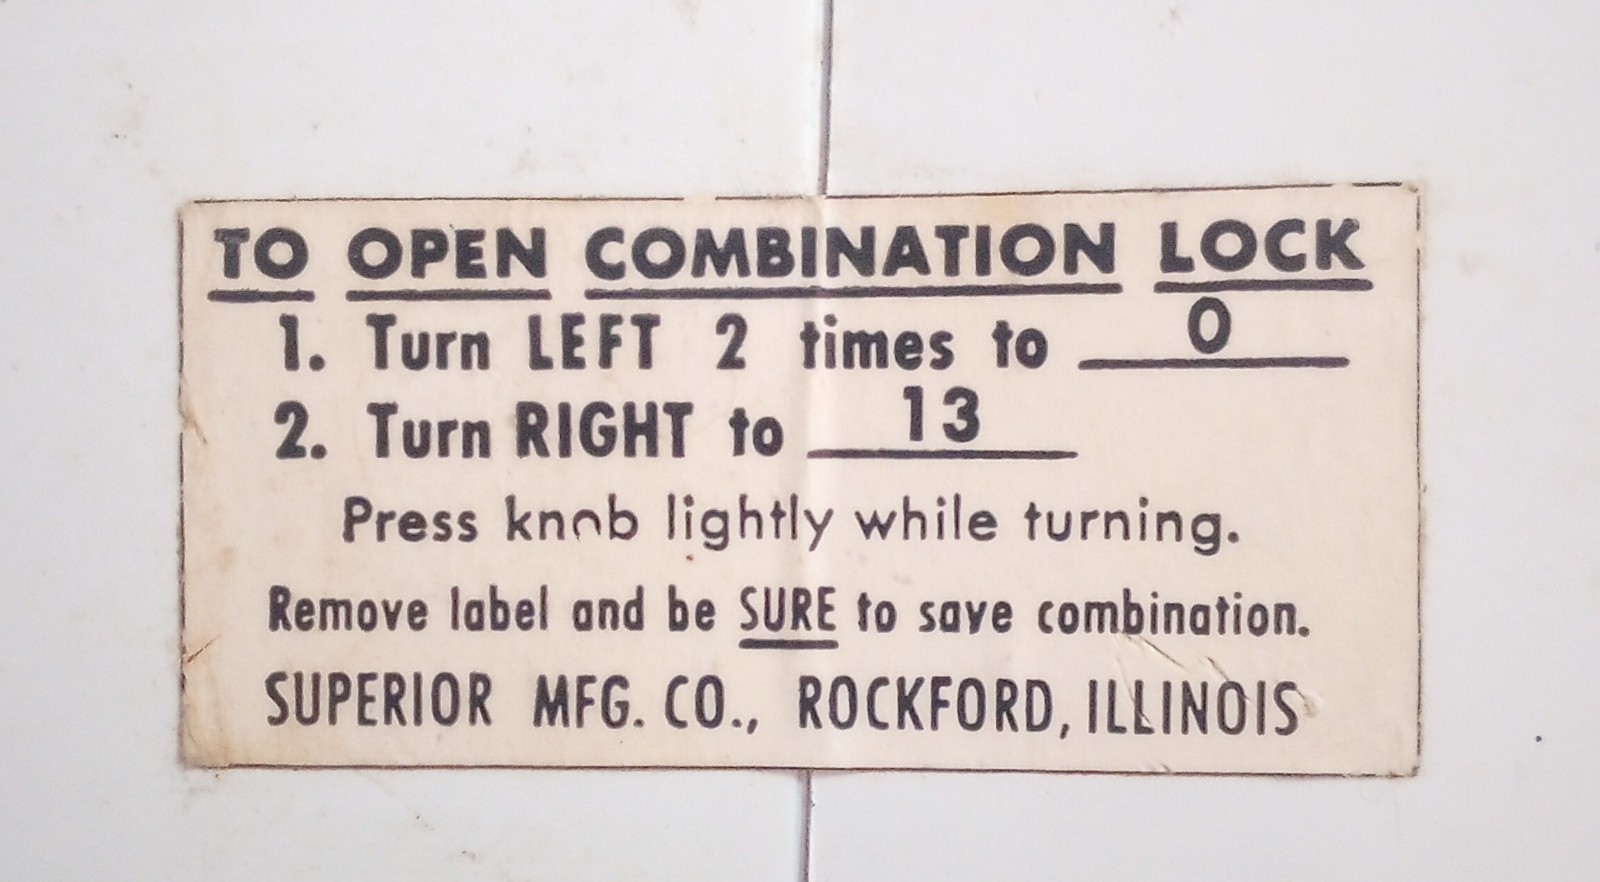 TO OPEN COMBINATION LOCK
1. Turn LEFT 2 times to 0
2. Turn RIGHT to 13
Press knob lightly while turning.
Remove label and be SURE to save combination.
SUPERIOR MFG. CO., ROCKFORD, ILLINOIS